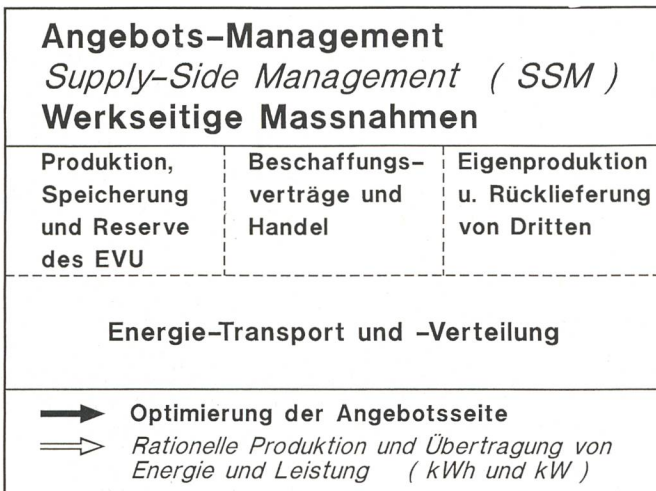 Angebots-Management
Supply-Side Management ( SSM )
Werkseitige Massnahmen
Produktion,
Speicherung
und Reserve
des EVU
Beschaffungs-
verträge und
Handel
Eigenproduktion
u. Rücklieferung
von Dritten
Energie-Transport und -Verteilung
Optimierung der Angebotsseite
Rationelle Produktion und Übertragung von
Energie und Leistung ( kWh und kW )